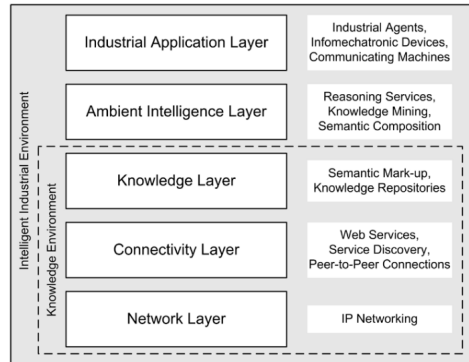 Intelligent Industrial Environment
Knowledge Environment
Industrial Application Layer
Industrial Agents,
Infomechatronic Devices,
Communicating Machines
Ambient Intelligence Layer
Reasoning Services,
Knowledge Mining,
Semantic Composition
Knowledge Layer
Semantic Mark-up,
Knowledge Repositories
Connectivity Layer
Web Services,
Service Discovery,
Peer-to-Peer Connections
Network Layer
IP Networking